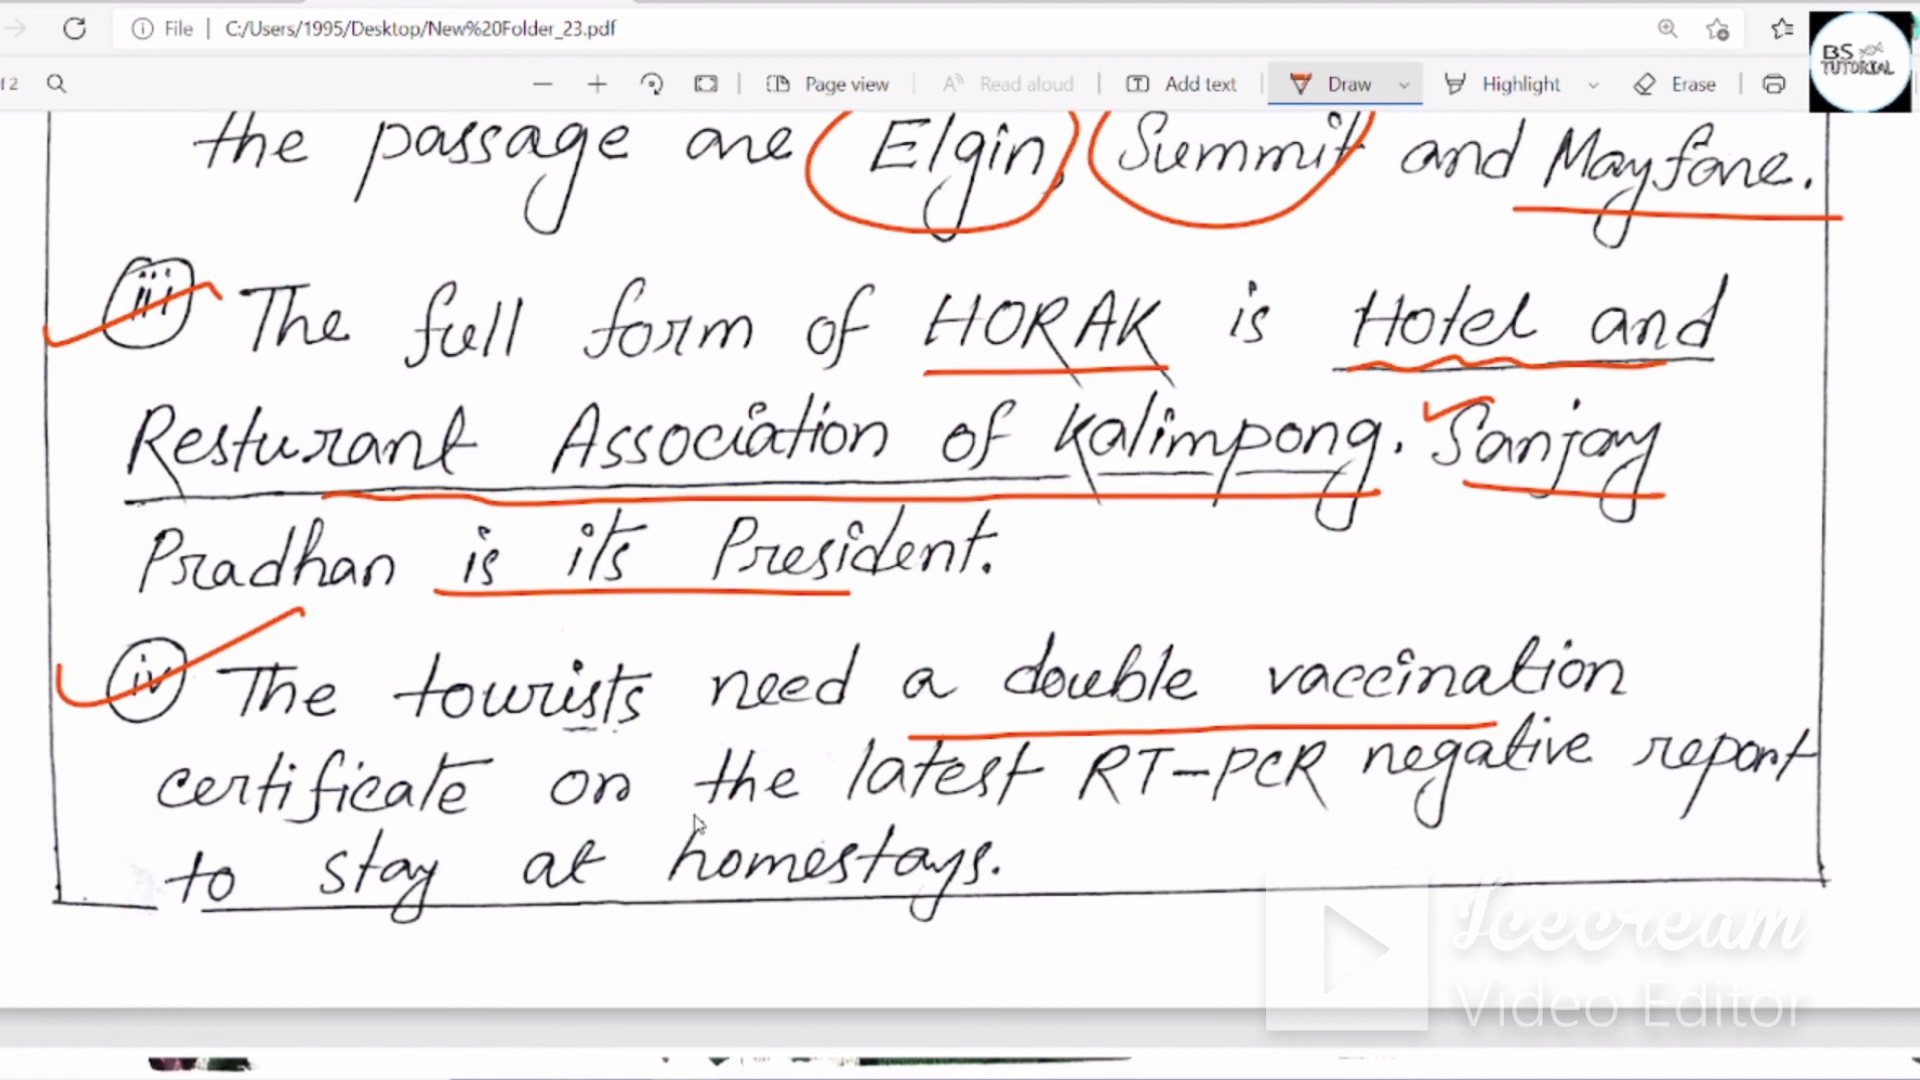 File | C:/Users/1995/Desktop/New%20Folder_23.pdf
BS
TUTORIAL
of 2 Page view Read aloud Add text Draw Highlight Erase
the passage are Elgin, Summit and Mayfare.
iii The full form of HORAK is Hotel and
Resturant Association of Kalimpong. Sanjay
Pradhan is its President.
iv The tourists need a double vaccination
certificate or the latest RT-PCR negative report
to stay at homestays.
Icecream
Video Editor